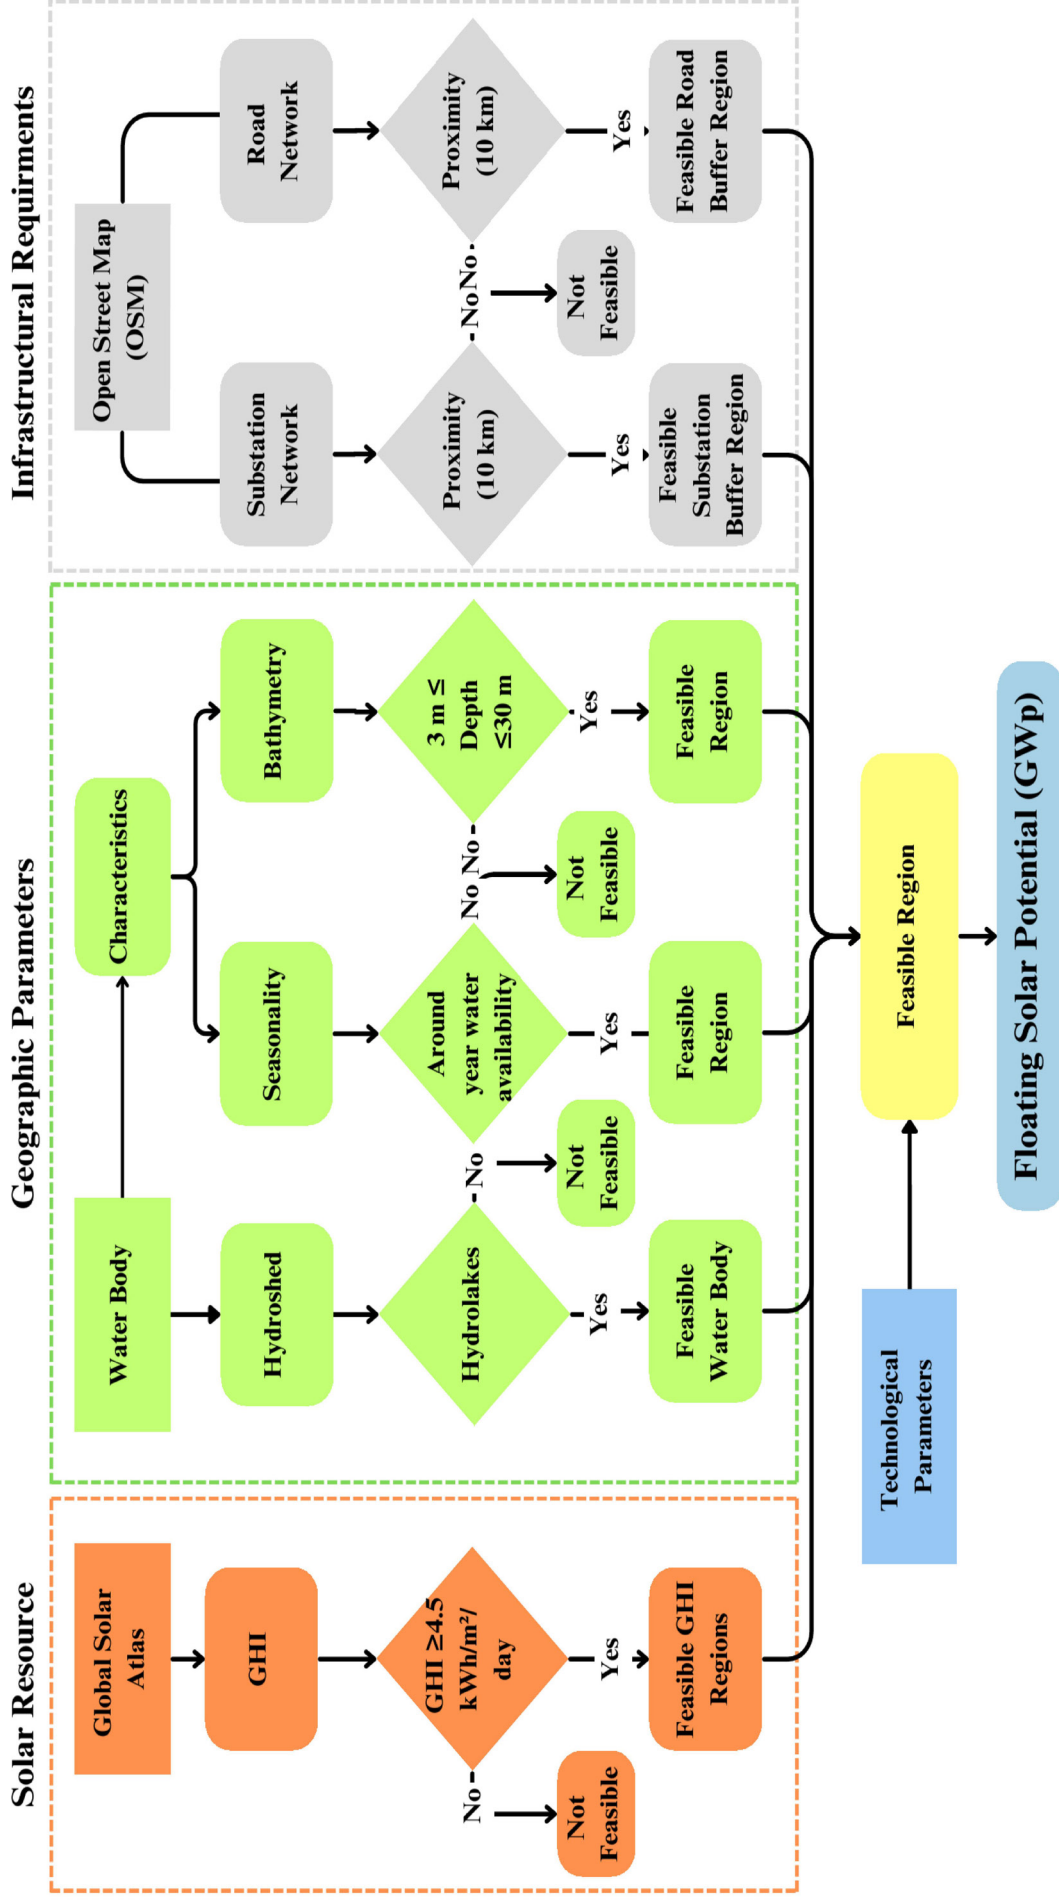 Solar Resource
Geographic Parameters
Infrastructural Requirments
Global Solar
Atlas
Water Body
Characteristics
Open Street Map
(OSM)
GHI
Hydroshed
Seasonality
Bathymetry
Substation
Network
Road
Network
GHI ≥4.5
kWh/m²/
day
Hydrolakes
Around
year water
availability
3 m ≤
Depth
≤30 m
Proximity
(10 km)
Proximity
(10 km)
No
No
No
No
No
No
Not
Feasible
Not
Feasible
Not
Feasible
Not
Feasible
Yes
Yes
Yes
Yes
Yes
Yes
Feasible GHI
Regions
Feasible
Water Body
Feasible
Region
Feasible
Region
Feasible
Substation
Buffer Region
Feasible Road
Buffer Region
Technological
Parameters
Feasible Region
Floating Solar Potential (GWp)